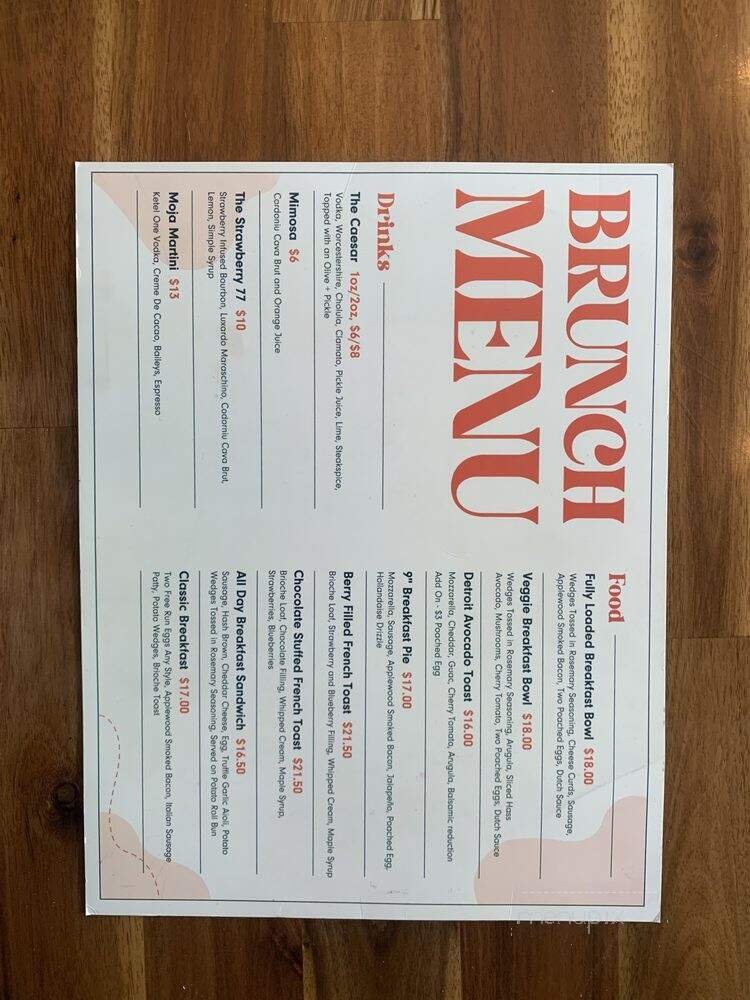 BRUNCH
MENU
Drinks
The Caesar 1oz/2oz, $6/$8
Vodka, Worcestershire, Cholula, Clamato, Pickle Juice, Lime, Steakspice,
Topped with an Olive + Pickle
Mimosa $6
Cordoniu Cava Brut and Orange Juice
The Strawberry 77 $10
Strawberry Infused Bourbon, Luxardo Maraschino, Codorniu Cava Brut,
Lemon, Simple Syrup
Moja Martini $13
Ketel One Vodka, Creme De Cacao, Baileys, Espresso
Food
Fully Loaded Breakfast Bowl $18.00
Wedges Tossed in Rosemary Seasoning, Cheese Curds, Sausage,
Applewood Smoked Bacon, Two Poached Eggs, Dutch Sauce
Veggie Breakfast Bowl $18.00
Wedges Tossed in Rosemary Seasoning, Arugula, Sliced Hass
Avocado, Mushrooms, Cherry Tomato, Two Poached Eggs, Dutch Sauce
Detroit Avocado Toast $16.00
Mozzarella, Cheddar, Guac, Cherry Tomato, Arugula, Balsamic reduction
Add On - $3 Poached Egg
9" Breakfast Pie $17.00
Mozzarella, Sausage, Applewood Smoked Bacon, Jalapeño, Poached Egg,
Hollandaise Drizzle
Berry Filled French Toast $21.50
Brioche Loaf, Strawberry and Blueberry Filling, Whipped Cream, Maple Syrup
Chocolate Stuffed French Toast $21.50
Brioche Loaf, Chocolate Filling, Whipped Cream, Maple Syrup,
Strawberries, Blueberries
All Day Breakfast Sandwich $16.50
Sausage, Hash Brown, Cheddar Cheese, Egg, Truffle Garlic Aioli, Potato
Wedges Tossed in Rosemary Seasoning, Served on Potato Roll Bun
Classic Breakfast $17.00
Two Free Run Eggs Any Style, Applewood Smoked Bacon, Italian Sausage
Patty, Potato Wedges, Brioche Toast
menupix